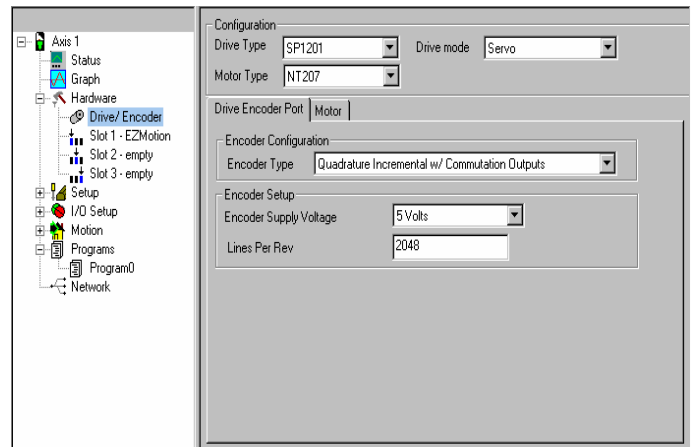 Axis 1
Status
Graph
Hardware
Drive/ Encoder
Slot 1 - EZMotion
Slot 2 - empty
Slot 3 - empty
Setup
I/O Setup
Motion
Programs
Program0
Network
Configuration
Drive Type SP1201 Drive mode Servo
Motor Type NT207
Drive Encoder Port Motor
Encoder Configuration
Encoder Type Quadrature Incremental w/ Commutation Outputs
Encoder Setup
Encoder Supply Voltage 5 Volts
Lines Per Rev 2048